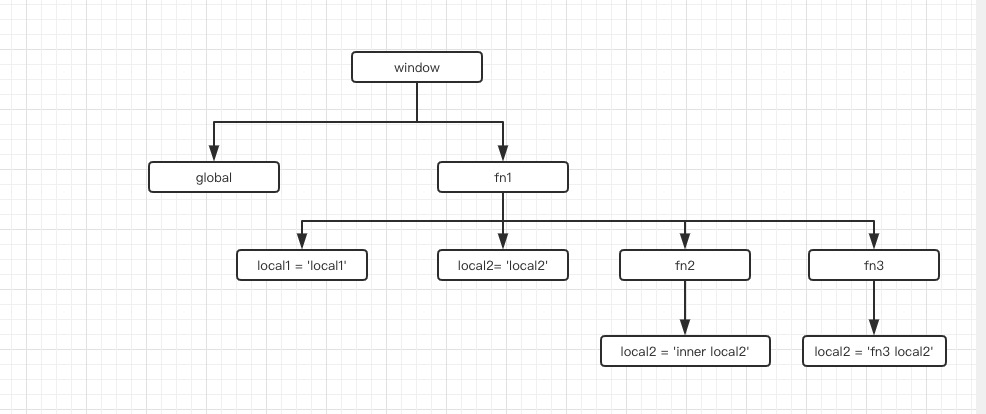 window
global
fn1
local1 = 'local1'
local2= 'local2'
fn2
fn3
local2 = 'inner local2'
local2 = 'fn3 local2'